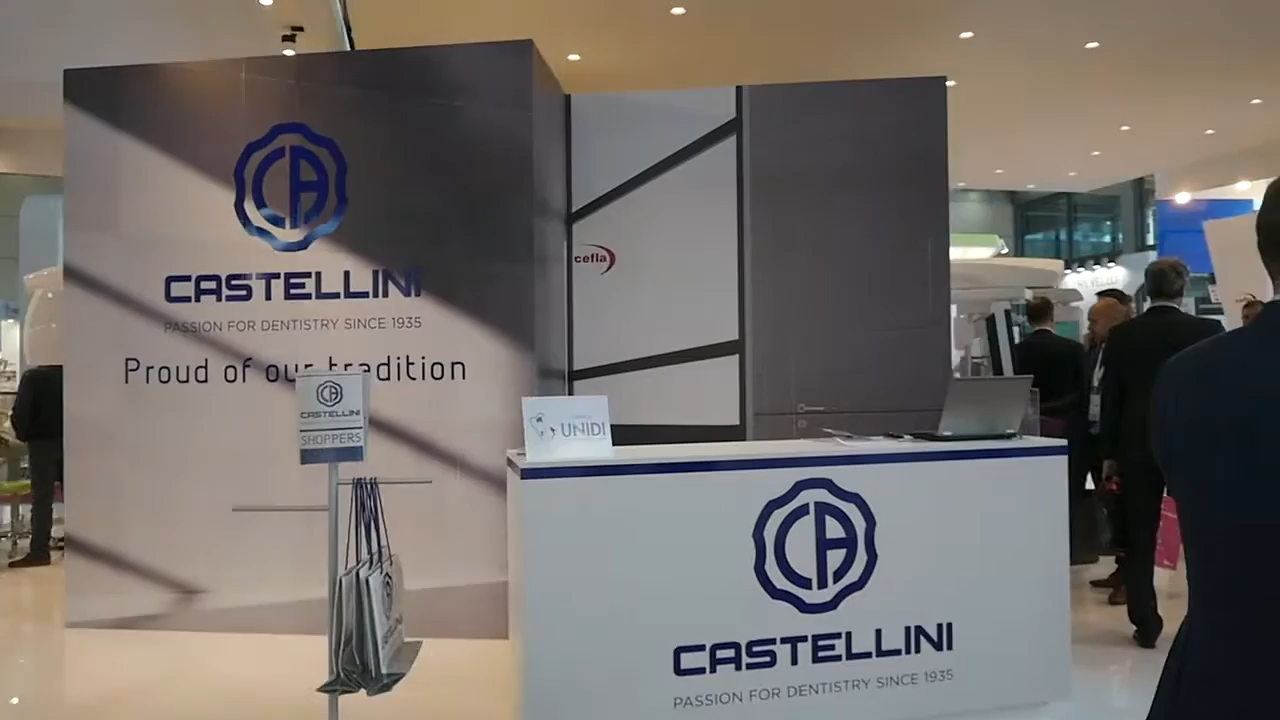 CA
CASTELLINI
PASSION FOR DENTISTRY SINCE 1935
Proud of our tradition
CA
CASTELLINI
SHOPPERS
cefla
UNIDI
CA
CASTELLINI
PASSION FOR DENTISTRY SINCE 1935